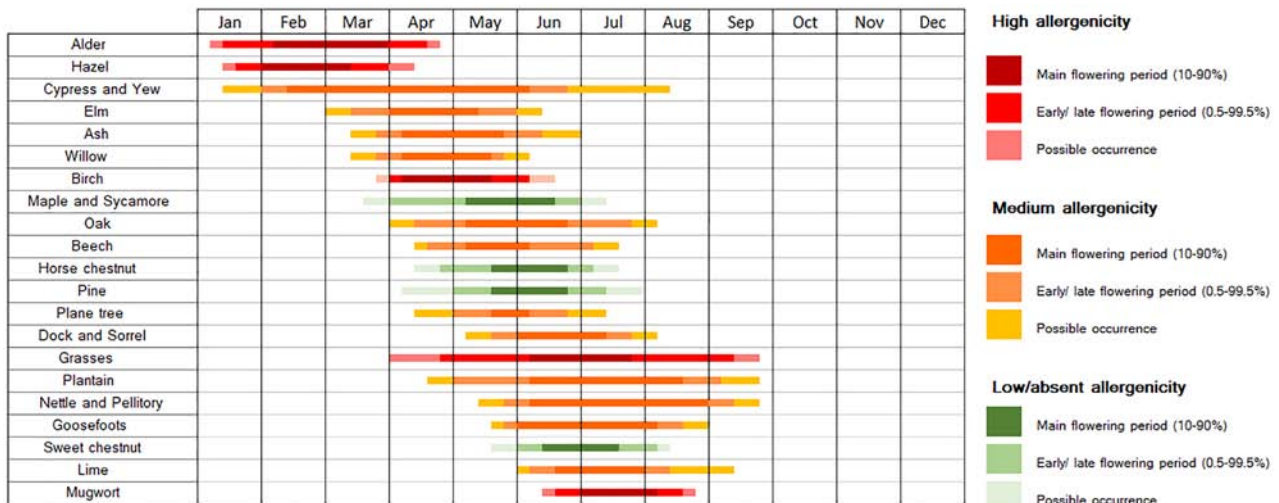 Jan Feb Mar Apr May Jun Jul Aug Sep Oct Nov Dec
Alder
Hazel
Cypress and Yew
Elm
Ash
Willow
Birch
Maple and Sycamore
Oak
Beech
Horse chestnut
Pine
Plane tree
Dock and Sorrel
Grasses
Plantain
Nettle and Pellitory
Goosefoots
Sweet chestnut
Lime
Mugwort
High allergenicity
Main flowering period (10-90%)
Early/ late flowering period (0.5-99.5%)
Possible occurrence
Medium allergenicity
Main flowering period (10-90%)
Early/ late flowering period (0.5-99.5%)
Possible occurrence
Low/absent allergenicity
Main flowering period (10-90%)
Early/ late flowering period (0.5-99.5%)
Possible occurrence